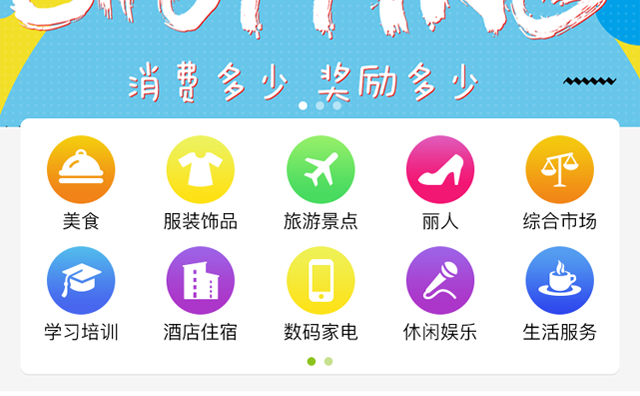 SHOPPING
消费多少 奖励多少
美食
服装饰品
旅游景点
丽人
综合市场
学习培训
酒店住宿
数码家电
休闲娱乐
生活服务